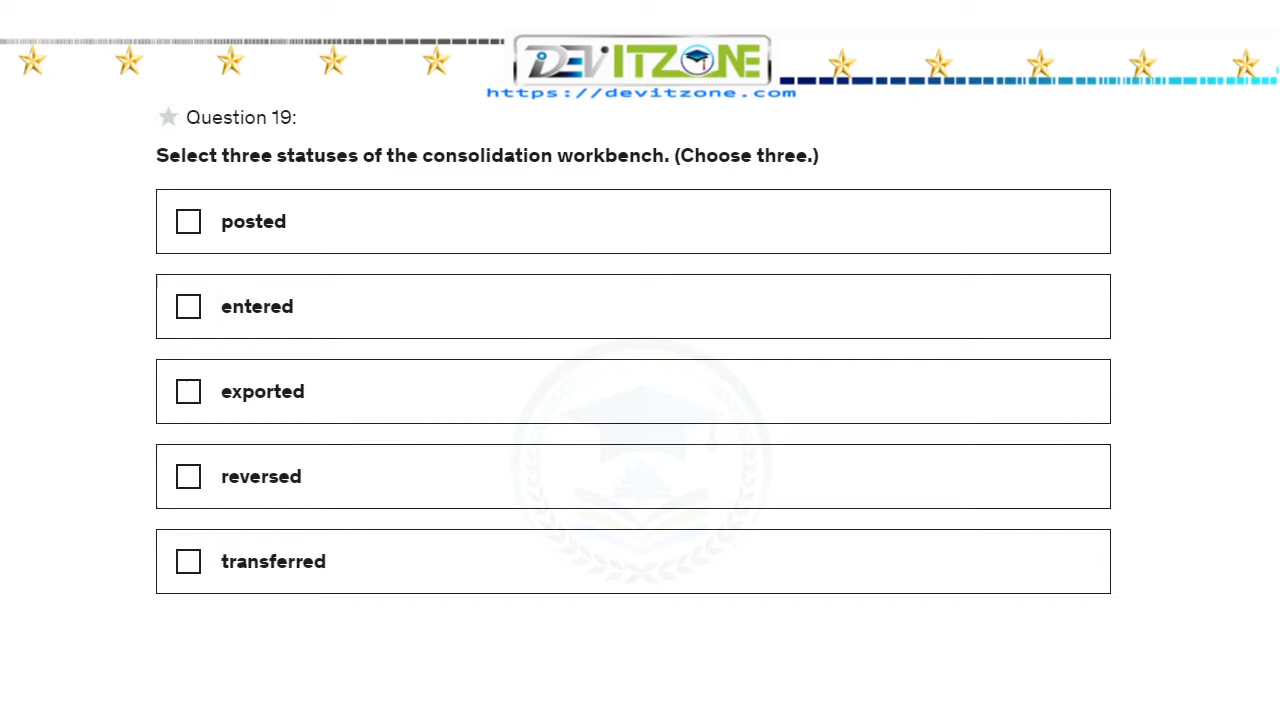 DEVITZONE
https://devitzone.com
Question 19:
Select three statuses of the consolidation workbench. (Choose three.)
posted
entered
exported
reversed
transferred